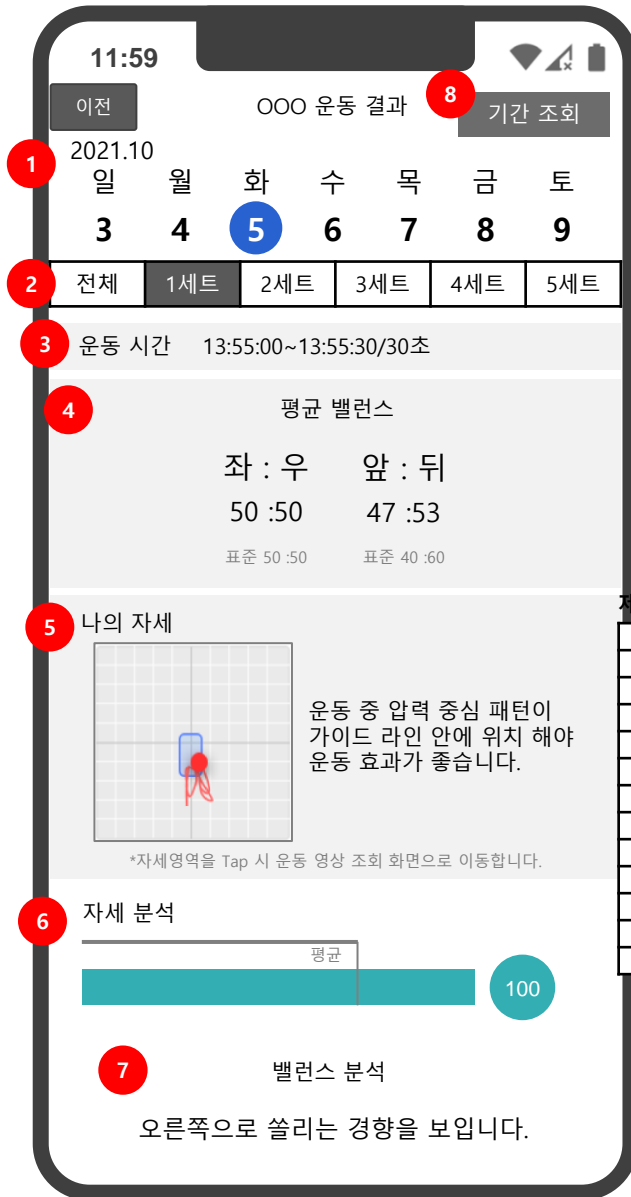 11:59
이전
OOO 운동 결과
8
기간 조회
1
2021.10
일 월 화 수 목 금 토
3 4 5 6 7 8 9
2
전체 1세트 2세트 3세트 4세트 5세트
3
운동 시간 13:55:00~13:55:30/30초
4
평균 밸런스
좌 : 우 앞 : 뒤
50 :50 47 :53
표준 50 :50 표준 40 :60
5
나의 자세
운동 중 압력 중심 패턴이
가이드 라인 안에 위치 해야
운동 효과가 좋습니다.
*자세영역을 Tap 시 운동 영상 조회 화면으로 이동합니다.
6
자세 분석
평균
100
7
밸런스 분석
오른쪽으로 쏠리는 경향을 보입니다.